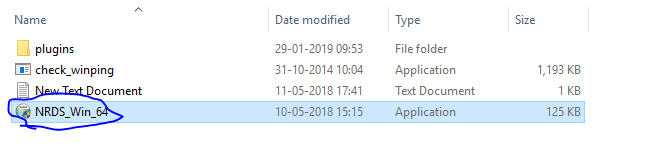 Name Date modified Type Size
plugins 29-01-2019 09:53 File folder
check_winping 31-10-2014 10:04 Application 1,193 KB
New Text Document 11-05-2018 17:41 Text Document 1 KB
NRDS_Win_64 10-05-2018 15:15 Application 125 KB